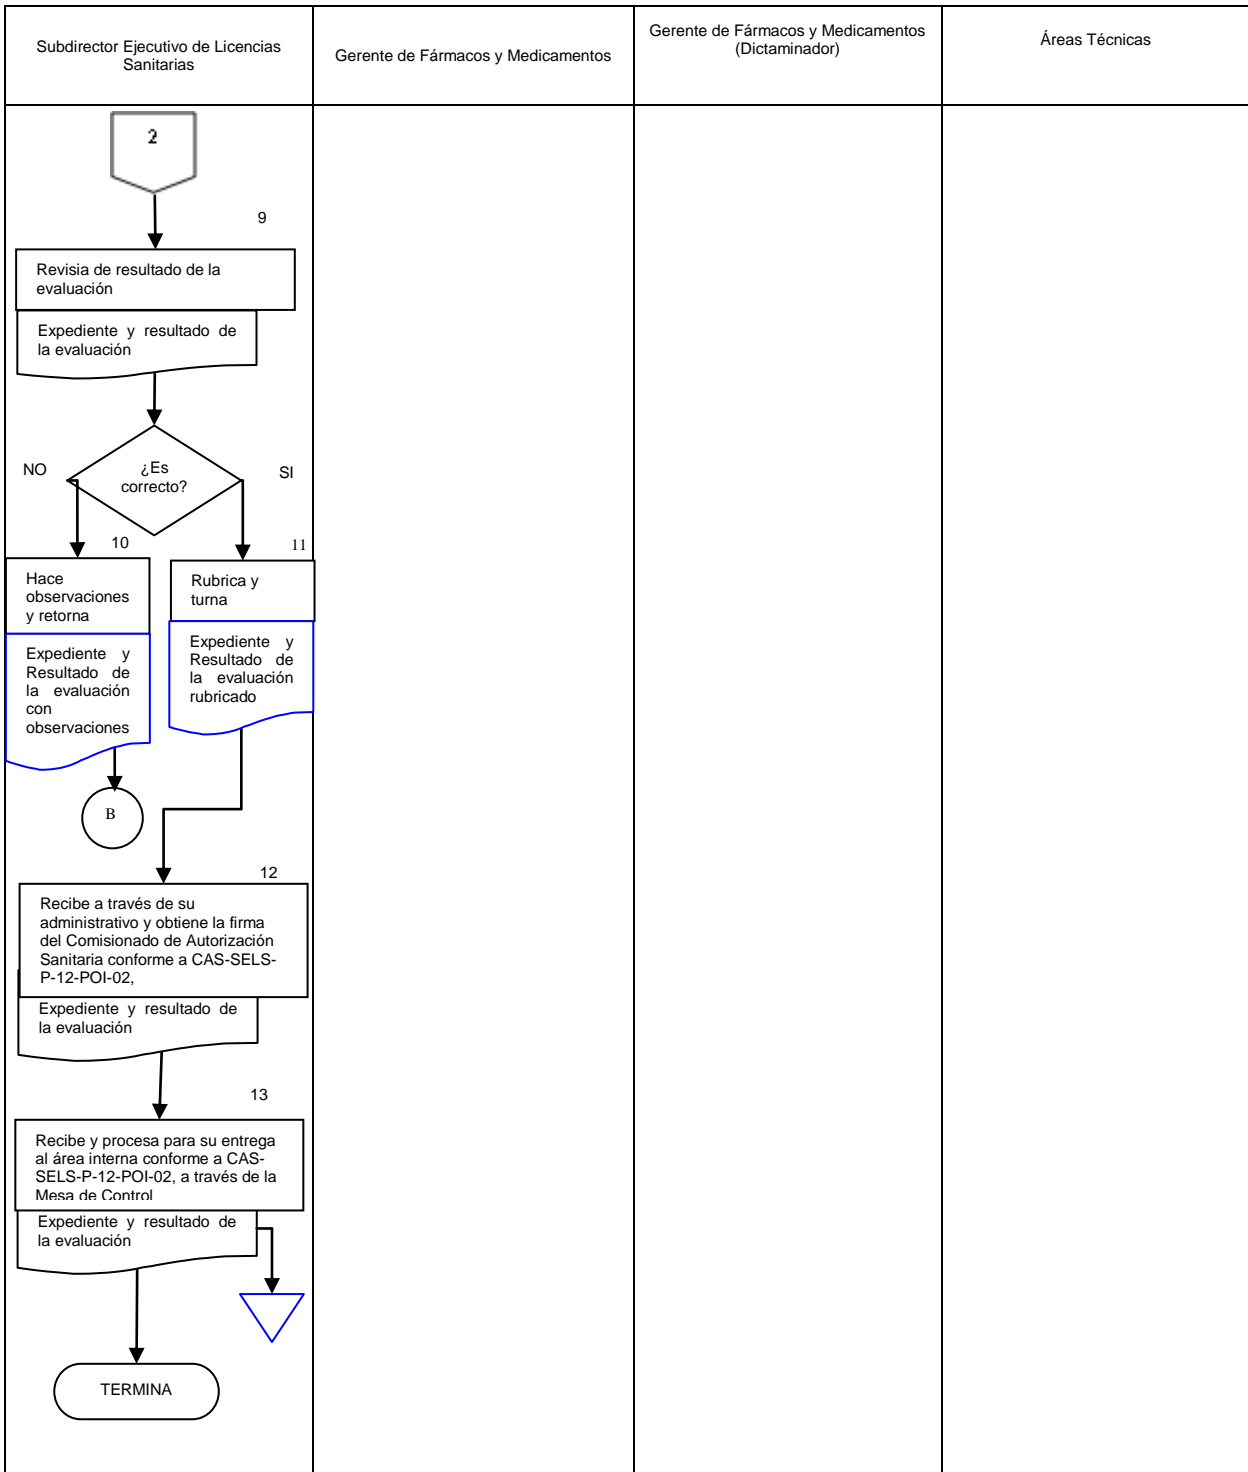 Subdirector Ejecutivo de Licencias
Sanitarias
Gerente de Fármacos y Medicamentos
Gerente de Fármacos y Medicamentos
(Dictaminador)
Áreas Técnicas
2
9
Revisia de resultado de la
evaluación
Expediente y resultado de
la evaluación
NO
¿Es
correcto?
SI
10
11
Hace
observaciones
y retorna
Rubrica y
turna
Expediente y
Resultado de
la evaluación
con
observaciones
Expediente y
Resultado de
la evaluación
rubricado
B
12
Recibe a través de su
administrativo y obtiene la firma
del Comisionado de Autorización
Sanitaria conforme a CAS-SELS-
P-12-POI-02,
Expediente y resultado de
la evaluación
13
Recibe y procesa para su entrega
al área interna conforme a CAS-
SELS-P-12-POI-02, a través de la
Mesa de Control
Expediente y resultado de
la evaluación
TERMINA